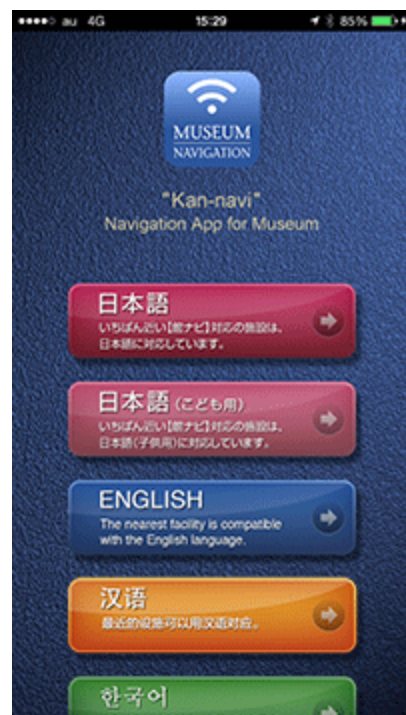 au 4G 15:29 85%
MUSEUM
NAVIGATION
"Kan-navi"
Navigation App for Museum
日本語
いちばん近い【館ナビ】対応の施設は、
日本語に対応しています。
日本語(こども用)
いちばん近い【館ナビ】対応の施設は、
日本語(子供用)に対応しています。
ENGLISH
The nearest facility is compatible
with the English language.
汉语
最近的设施可以用汉语对应。
한국어